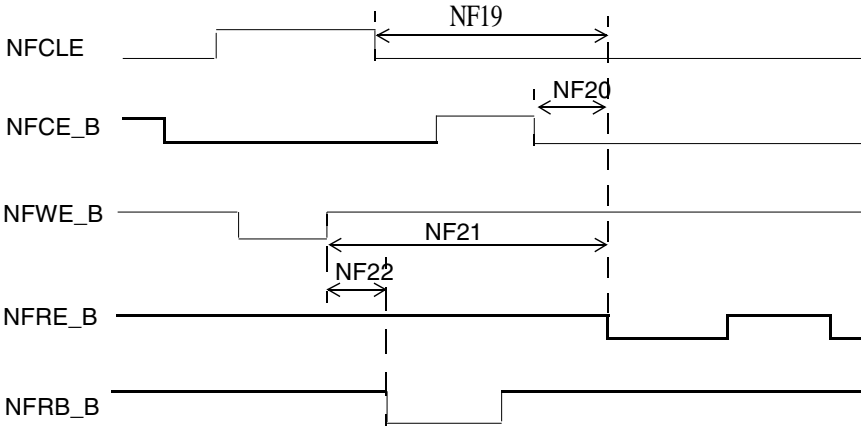 NF19
NFCLE
NF20
NFCE_B
NFWE_B
NF21
NF22
NFRE_B
NFRB_B